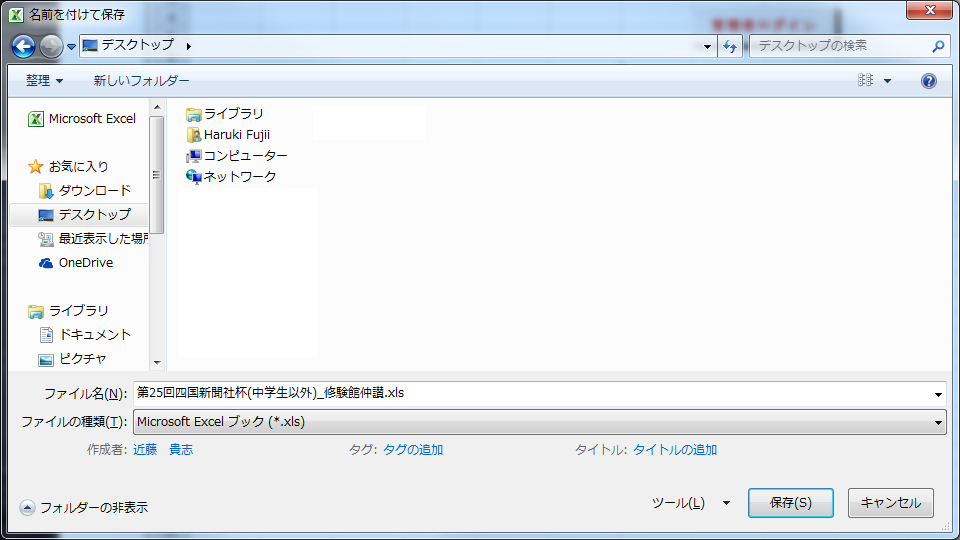 名前を付けて保存
デスクトップ
デスクトップの検索
整理
新しいフォルダー
Microsoft Excel
お気に入り
ダウンロード
デスクトップ
最近表示した場所
OneDrive
ライブラリ
ドキュメント
ピクチャ
ライブラリ
Haruki Fujii
コンピューター
ネットワーク
ファイル名(N): 第25回四国新聞社杯(中学生以外)_修験館仲讃.xls
ファイルの種類(T): Microsoft Excel ブック (*.xls)
作成者: 近藤 貴志 タグ: タグの追加 タイトル: タイトルの追加
フォルダーの非表示 ツール(L) 保存(S) キャンセル